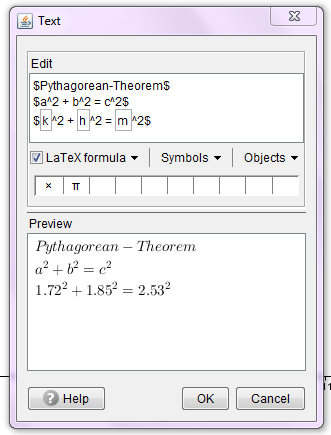 Text
Edit
$Pythagorean-Theorem$
$a^2 + b^2 = c^2$
$ k ^2 + h ^2 = m ^2$
LaTeX formula Symbols Objects
× π
Preview
Pythagorean − Theorem
a² + b² = c²
1.72² + 1.85² = 2.53²
? Help OK Cancel